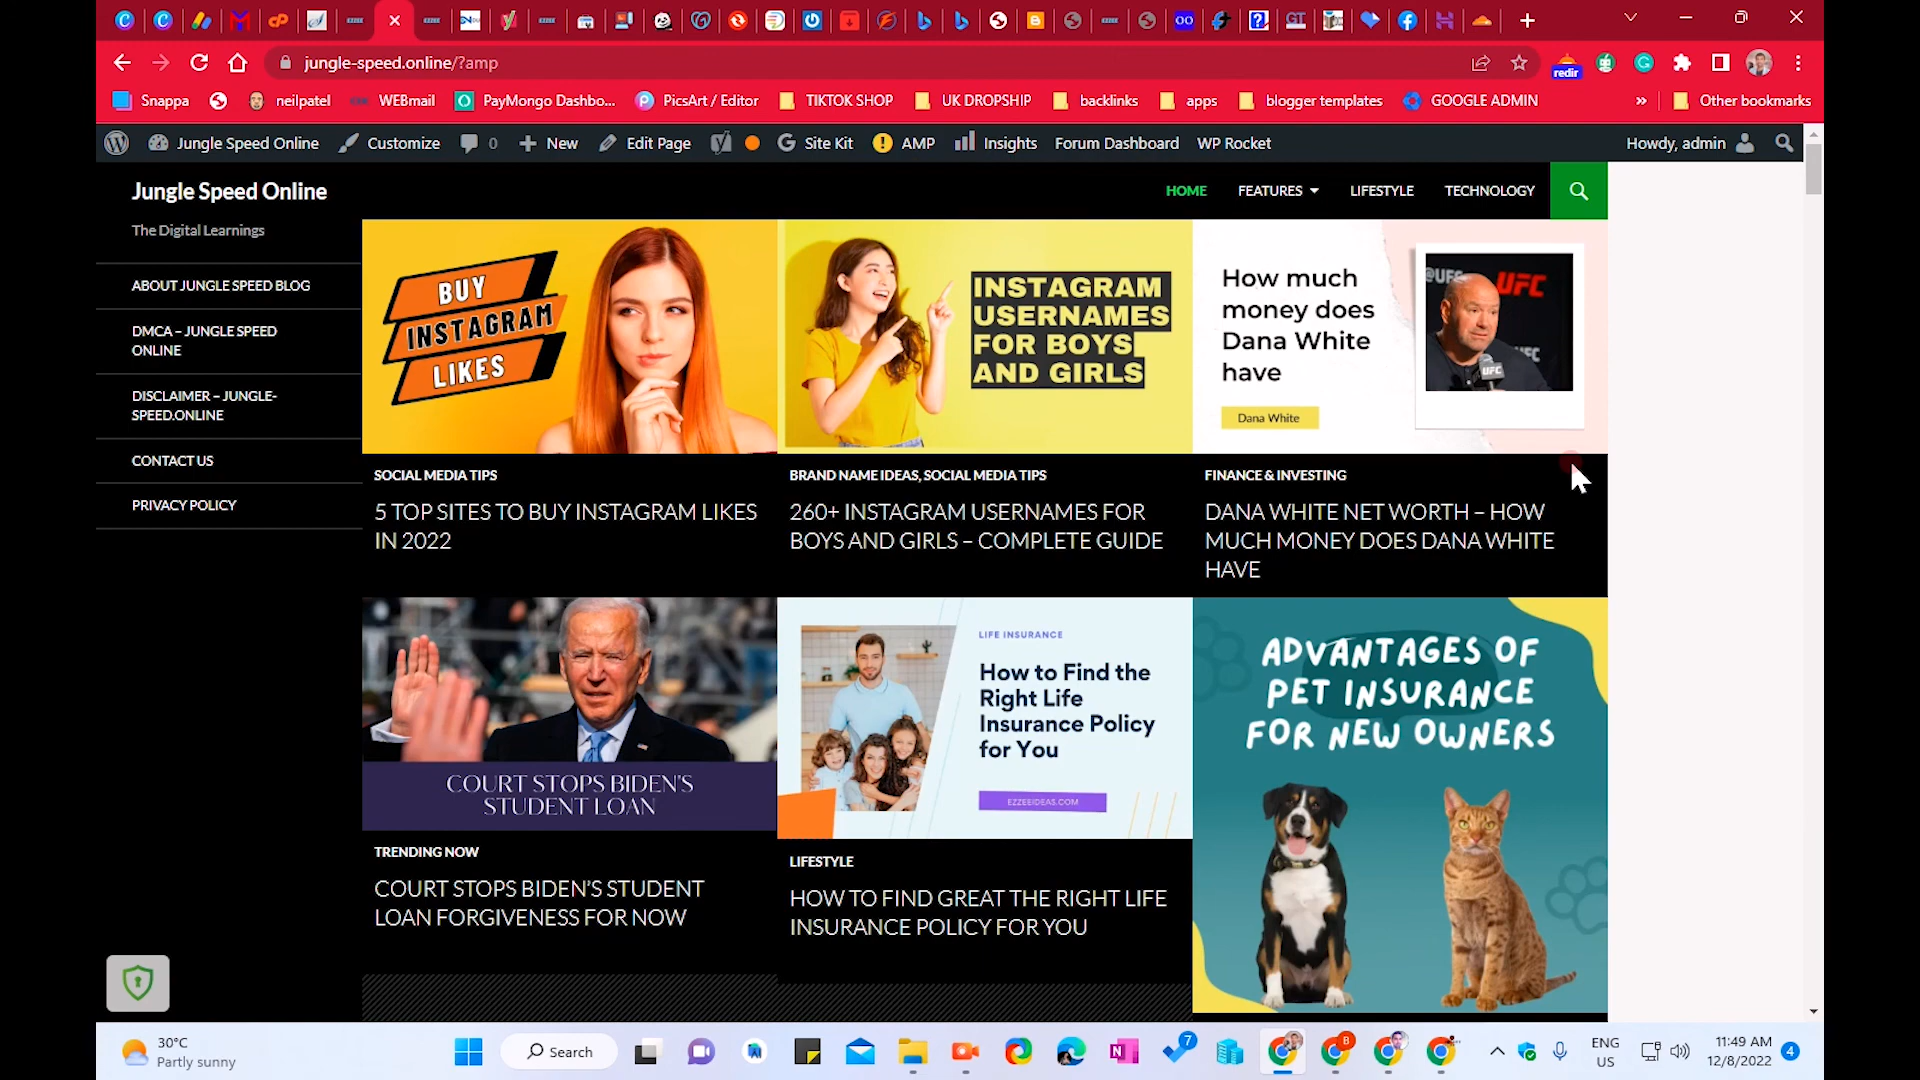 jungle-speed.online/?amp
redir
Snappa
neilpatel
WEBmail
PayMongo Dashbo...
PicsArt / Editor
TIKTOK SHOP
UK DROPSHIP
backlinks
apps
blogger templates
GOOGLE ADMIN
»
Other bookmarks
Jungle Speed Online
Customize
0
New
Edit Page
Site Kit
AMP
Insights
Forum Dashboard
WP Rocket
Howdy, admin
Jungle Speed Online
HOME
FEATURES
LIFESTYLE
TECHNOLOGY
The Digital Learnings
ABOUT JUNGLE SPEED BLOG
DMCA – JUNGLE SPEED
ONLINE
DISCLAIMER – JUNGLE-
SPEED.ONLINE
CONTACT US
PRIVACY POLICY
BUY
INSTAGRAM
LIKES
SOCIAL MEDIA TIPS
5 TOP SITES TO BUY INSTAGRAM LIKES
IN 2022
INSTAGRAM
USERNAMES
FOR BOYS
AND GIRLS
BRAND NAME IDEAS, SOCIAL MEDIA TIPS
260+ INSTAGRAM USERNAMES FOR
BOYS AND GIRLS – COMPLETE GUIDE
How much
money does
Dana White
have
Dana White
@UFC
UFC
UFC
UFC
FINANCE & INVESTING
DANA WHITE NET WORTH – HOW
MUCH MONEY DOES DANA WHITE
HAVE
COURT STOPS BIDEN'S
STUDENT LOAN
TRENDING NOW
COURT STOPS BIDEN'S STUDENT
LOAN FORGIVENESS FOR NOW
LIFE INSURANCE
How to Find the
Right Life
Insurance Policy
for You
EZZEEIDEAS.COM
LIFESTYLE
HOW TO FIND GREAT THE RIGHT LIFE
INSURANCE POLICY FOR YOU
ADVANTAGES OF
PET INSURANCE
FOR NEW OWNERS
30°C
Partly sunny
Search
7
8
ENG
US
11:49 AM
12/8/2022
4